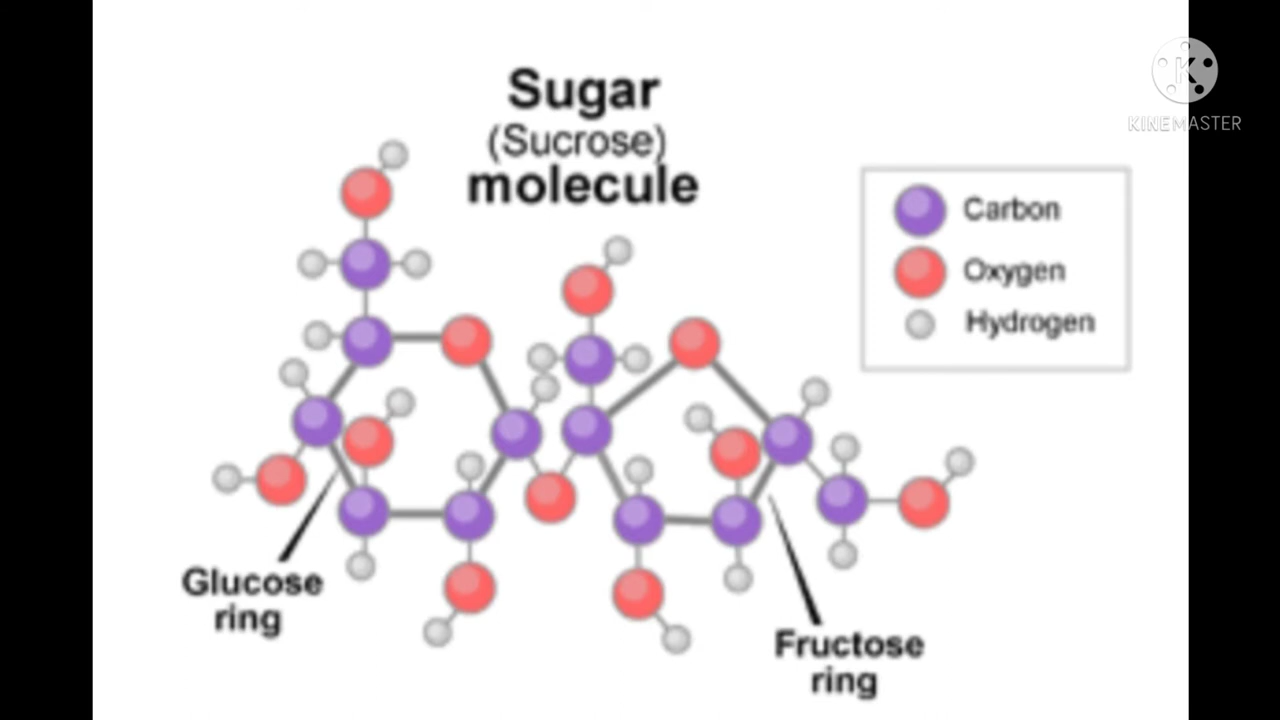 Sugar
(Sucrose)
molecule
K
KINEMASTER
Carbon
Oxygen
Hydrogen
Glucose
ring
Fructose
ring